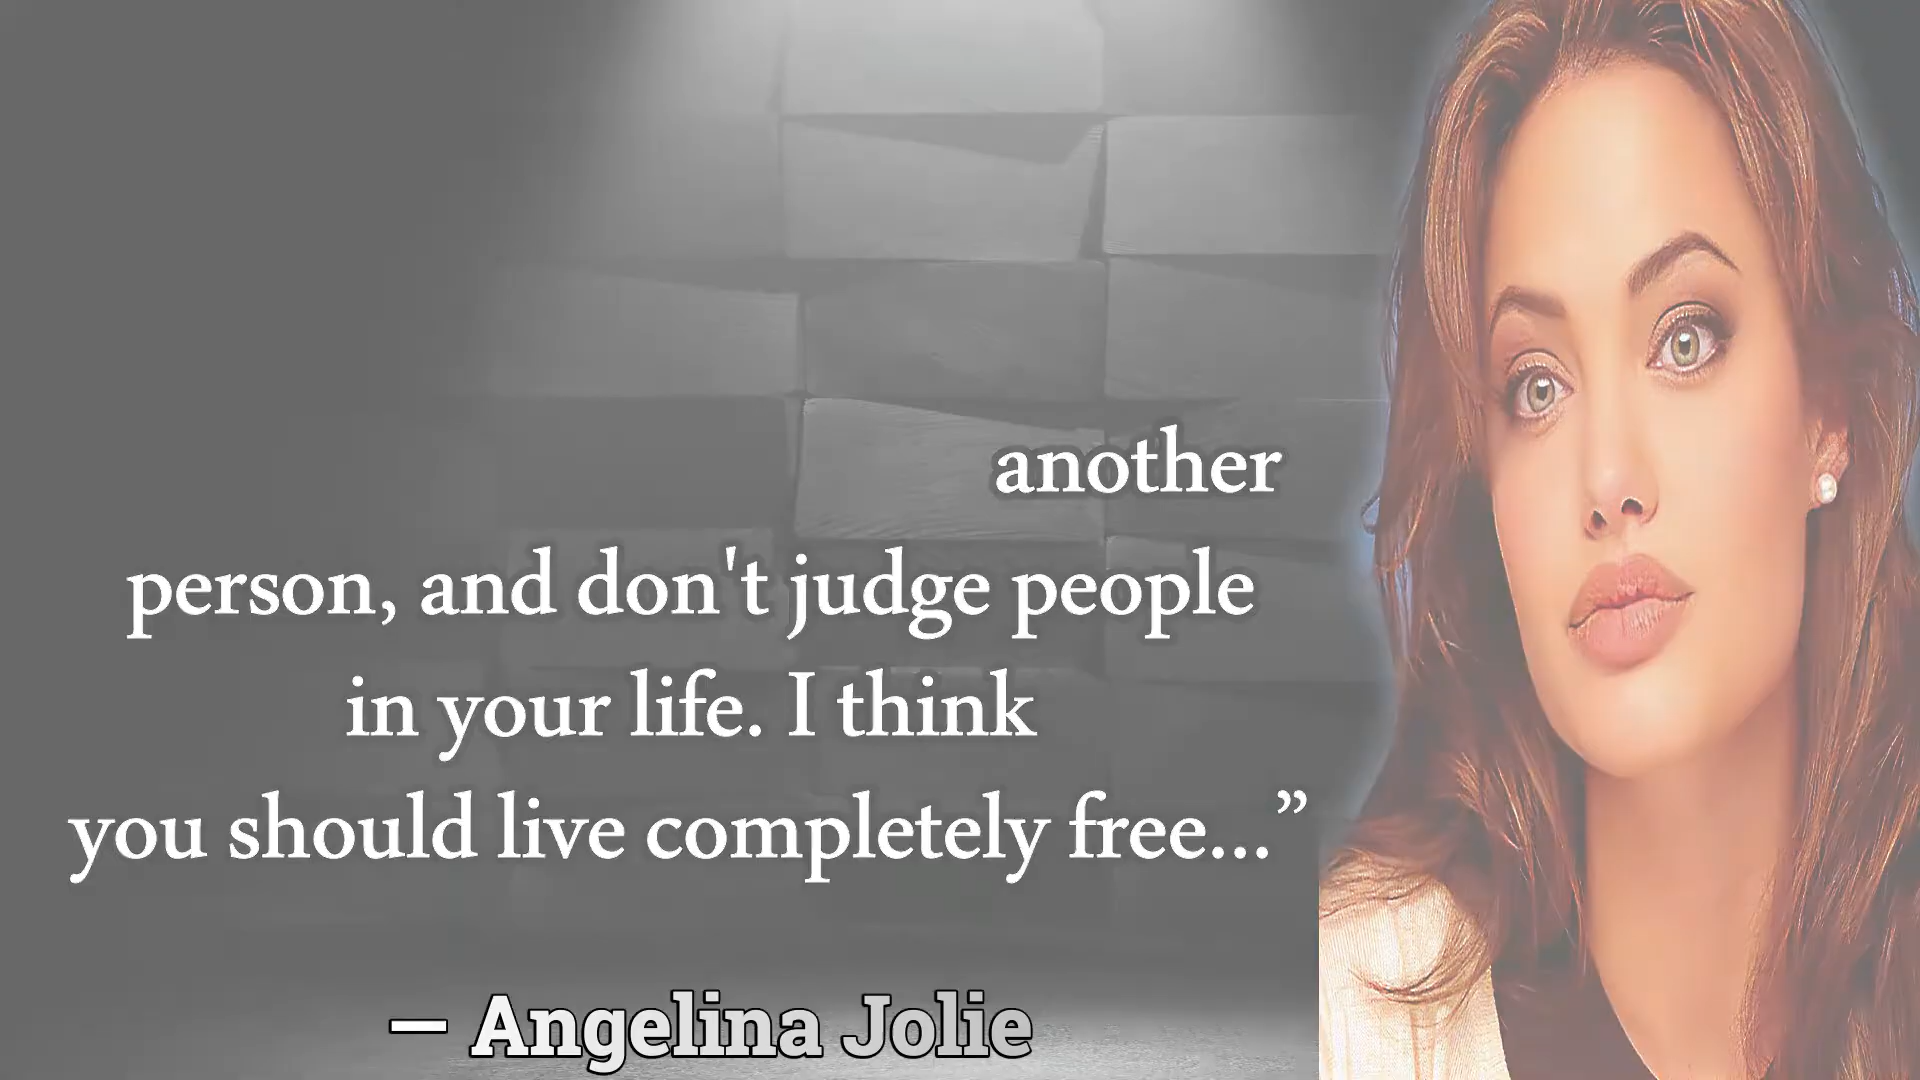 another
person, and don't judge people
in your life. I think
you should live completely free...”
— Angelina Jolie